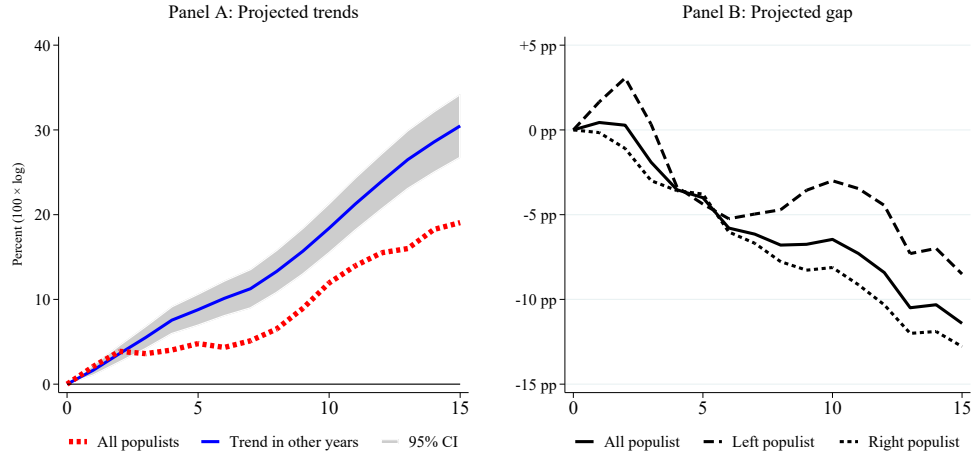 Panel A: Projected trends
Percent (100 × log)
40
30
20
10
0
0 5 10 15
All populists Trend in other years 95% CI
Panel B: Projected gap
+5 pp
0 pp
-5 pp
-10 pp
-15 pp
0 5 10 15
All populist Left populist Right populist